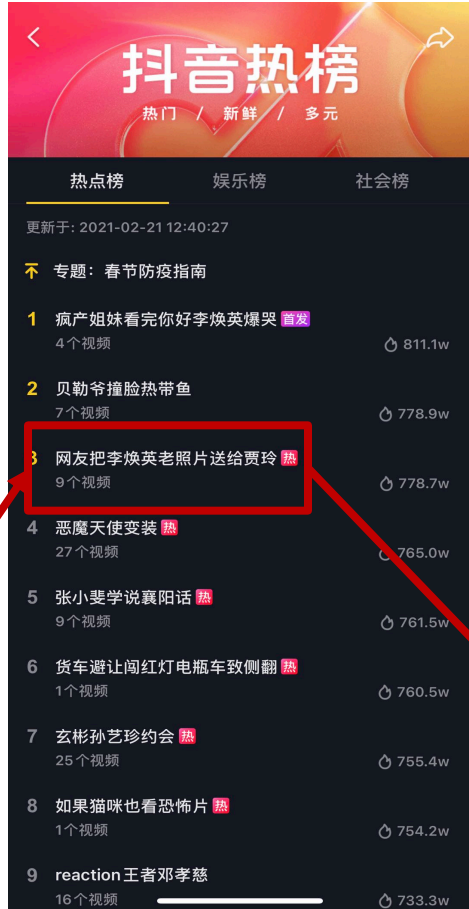 抖音热榜
热门 / 新鲜 / 多元
热点榜 娱乐榜 社会榜
更新于: 2021-02-21 12:40:27
专题：春节防疫指南
1 疯产姐妹看完你好李焕英爆哭 首发
4个视频 811.1w
2 贝勒爷撞脸热带鱼
7个视频 778.9w
3 网友把李焕英老照片送给贾玲 热
9个视频 778.7w
4 恶魔天使变装 热
27个视频 765.0w
5 张小斐学说襄阳话 热
9个视频 761.5w
6 货车避让闯红灯电瓶车致侧翻 热
1个视频 760.5w
7 玄彬孙艺珍约会 热
25个视频 755.4w
8 如果猫咪也看恐怖片 热
1个视频 754.2w
9 reaction王者邓孝慈
16个视频 733.3w